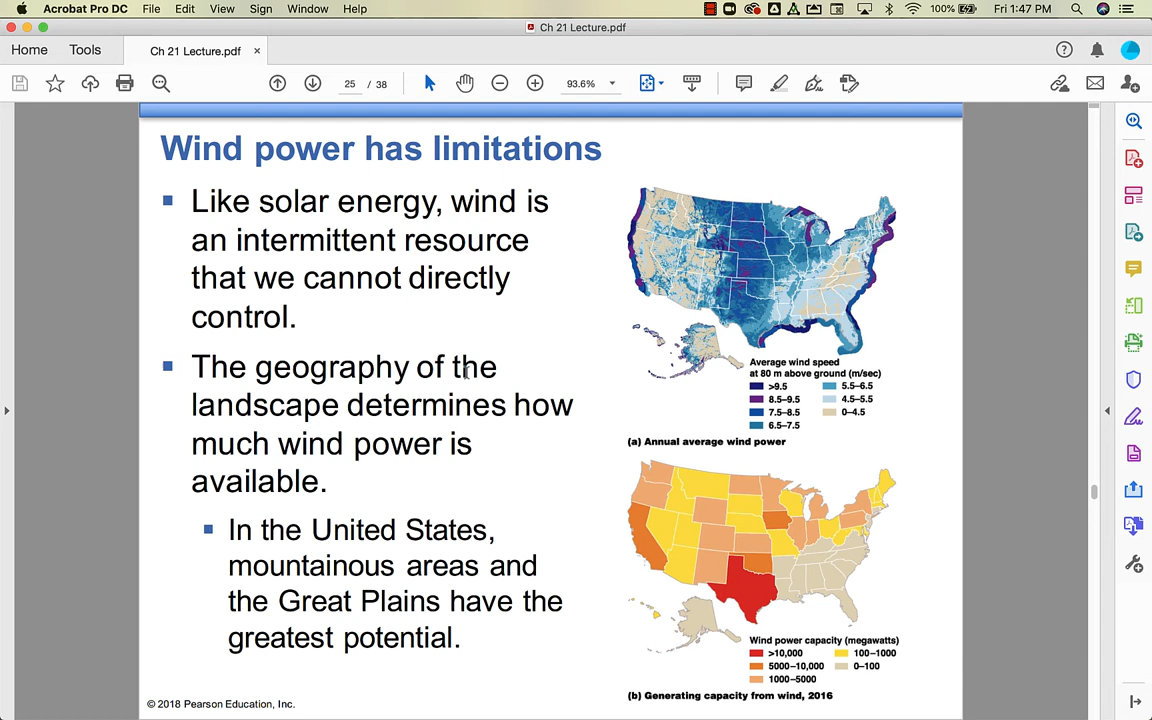 Acrobat Pro DC File Edit View Sign Window Help 100% Fri 1:47 PM
Ch 21 Lecture.pdf
Home Tools Ch 21 Lecture.pdf ×
25 / 38 93.6%
Wind power has limitations
Like solar energy, wind is
an intermittent resource
that we cannot directly
control.
The geography of the
landscape determines how
much wind power is
available.
In the United States,
mountainous areas and
the Great Plains have the
greatest potential.
Average wind speed
at 80 m above ground (m/sec)
>9.5 5.5–6.5
8.5–9.5 4.5–5.5
7.5–8.5 0–4.5
6.5–7.5
(a) Annual average wind power
Wind power capacity (megawatts)
>10,000 100–1000
5000–10,000 0–100
1000–5000
(b) Generating capacity from wind, 2016
© 2018 Pearson Education, Inc.